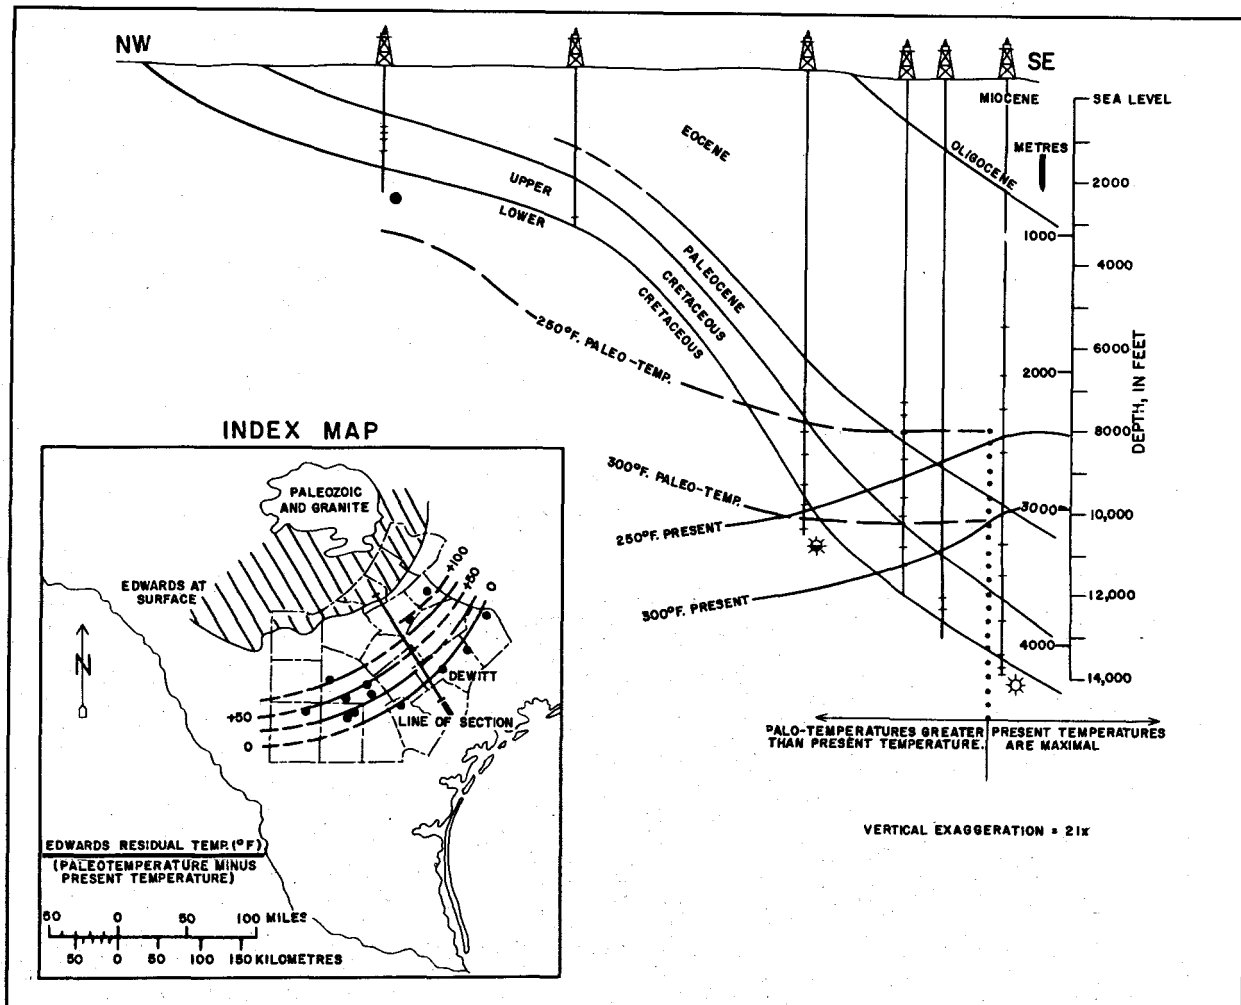 NW
SE
MIOCENE
SEA LEVEL
EOCENE
OLIGOCENE
METRES
2000
UPPER
LOWER
1000
PALEOCENE
CRETACEOUS
CRETACEOUS
4000
250°F. PALEO-TEMP.
6000
2000
DEPTH, IN FEET
8000
300°F. PALEO-TEMP.
3000
10,000
250°F. PRESENT
300°F. PRESENT
12,000
4000
14,000
PALO-TEMPERATURES GREATER
THAN PRESENT TEMPERATURE.
PRESENT TEMPERATURES
ARE MAXIMAL
VERTICAL EXAGGERATION = 21x
INDEX MAP
PALEOZOIC
AND GRANITE
EDWARDS AT
SURFACE
+100
+50
0
N
DEWITT
LINE OF SECTION
+50
0
EDWARDS RESIDUAL TEMP. (°F)
(PALEOTEMPERATURE MINUS
PRESENT TEMPERATURE)
50 0 50 100 MILES
50 0 50 100 150 KILOMETRES